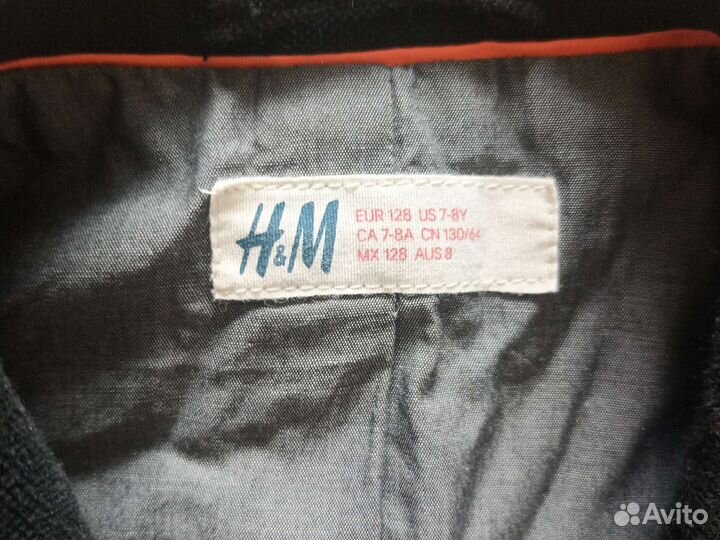 H&M
EUR 128 US 7-8Y
CA 7-8A CN 130/64
MX 128 AUS 8
Avito